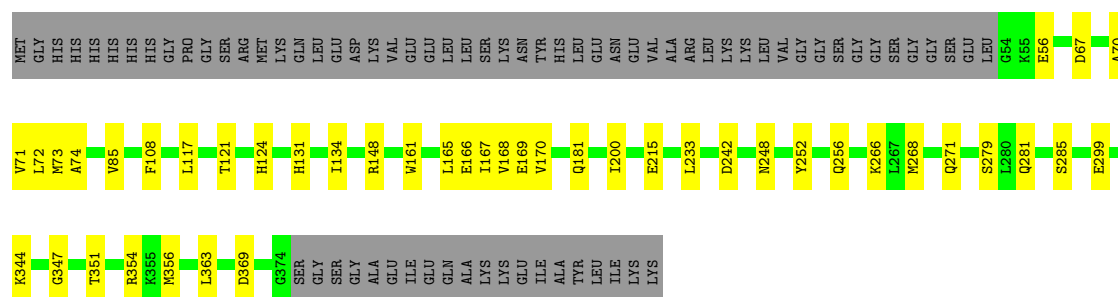 MET GLY HIS HIS HIS HIS HIS HIS HIS HIS GLY PRO GLY SER ARG MET LYS GLN LEU GLU ASP LYS VAL GLU GLU LEU LEU SER LYS ASN TYR HIS LEU GLU ASN GLU VAL ALA ARG LEU LYS LYS LEU VAL GLY GLY SER GLY GLY SER GLU LEU G54 K55 E56 D67 A70
V71 L72 M73 A74 V85 F108 L117 T121 H124 H131 I134 R148 W161 L165 E166 I167 V168 E169 V170 Q181 I200 E215 L233 D242 N248 Y252 Q256 K266 L267 M268 Q271 S279 L280 Q281 S285 E299
K344 G347 T351 R354 K355 M356 L363 D369 G374 SER GLY SER GLY ALA GLU ILE GLU GLN ALA LYS LYS GLU ILE ALA TYR LEU ILE LYS LYS